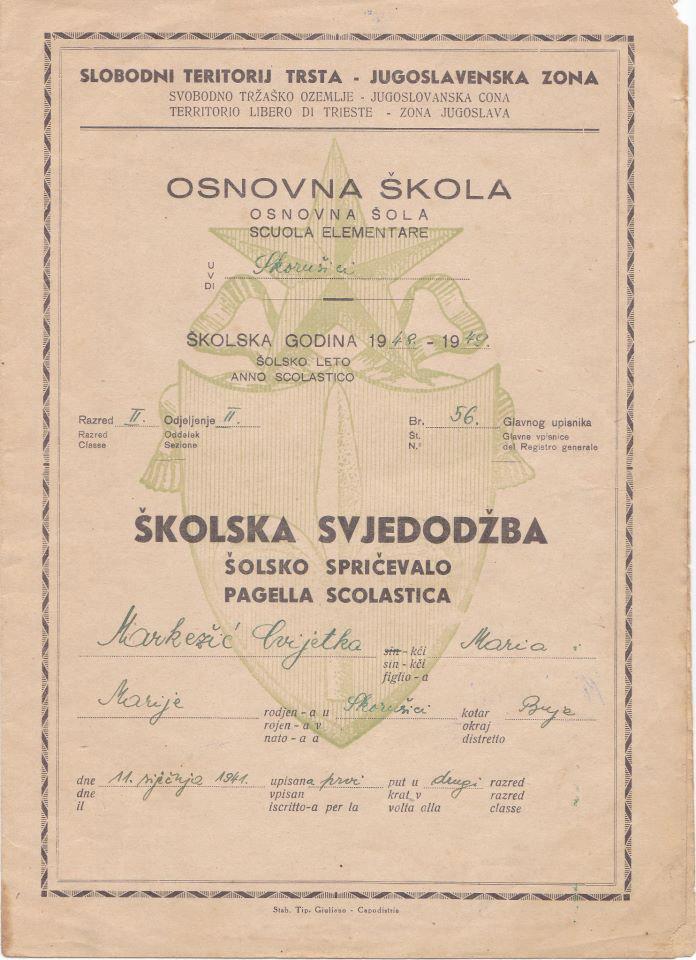 SLOBODNI TERITORIJ TRSTA - JUGOSLAVENSKA ZONA
SVOBODNO TRŽAŠKO OZEMLJE - JUGOSLOVANSKA CONA
TERRITORIO LIBERO DI TRIESTE - ZONA JUGOSLAVA
OSNOVNA ŠKOLA
OSNOVNA ŠOLA
SCUOLA ELEMENTARE
U Škorušici
V
DI
ŠKOLSKA GODINA 1948. - 1949.
ŠOLSKO LETO
ANNO SCOLASTICO
Razred II. Odjeljenje II. Br. 56. Glavnog upisnika
Razred Oddelek Št. Glavne vpisnice
Classe Sezione N.º del Registro generale
ŠKOLSKA SVJEDODŽBA
ŠOLSKO SPRIČEVALO
PAGELLA SCOLASTICA
Markežić Cvijetka sin - kći Maria i
sin - kči
figlio - a
Marije rodjen - a u Škorušici kotar Buje
rojen - a v okraj
nato - a a distretto
dne 11. siječnja 1941. upisana prvi put u drugi razred
dne vpisan krat v razred
il iscritto-a per la volta alla classe
Stab. Tip. Giuliano - Capodistria